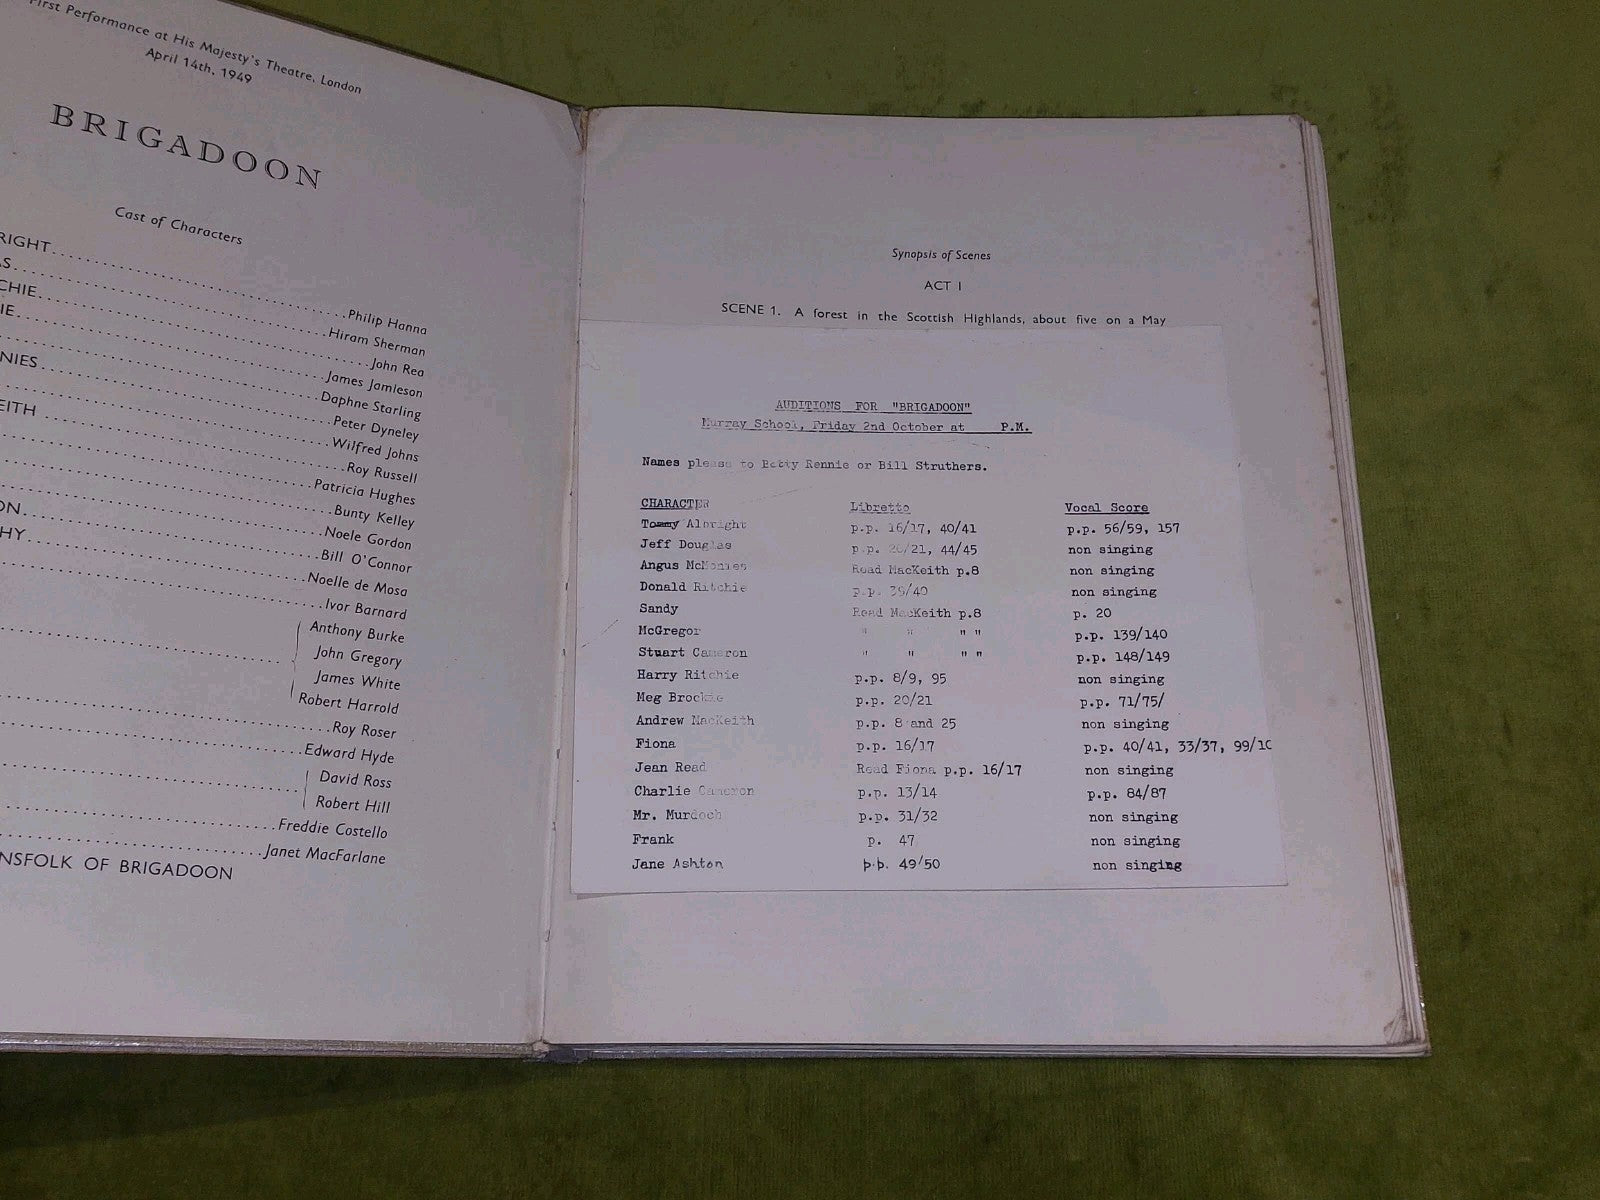 First Performance at His Majesty's Theatre, London
April 14th, 1949
BRIGADOON
Cast of Characters
RIGHT Philip Hanna
AS Hiram Sherman
CHIE John Rea
IE James Jamieson
Daphne Starling
NIES Peter Dyneley
Wilfred Johns
EITH Roy Russell
Patricia Hughes
Bunty Kelley
Noele Gordon
ON Bill O'Connor
HY Noelle de Mosa
Ivor Barnard
Anthony Burke
John Gregory
James White
Robert Harrold
Roy Roser
Edward Hyde
David Ross
Robert Hill
Freddie Costello
Janet MacFarlane
NSFOLK OF BRIGADOON
Synopsis of Scenes
ACT I
SCENE 1. A forest in the Scottish Highlands, about five on a May
AUDITIONS FOR "BRIGADOON"
Murray School, Friday 2nd October at P.M.
Names please to Betty Rennie or Bill Struthers.
CHARACTER Libretto Vocal Score
Tommy Albright p.p. 16/17, 40/41 p.p. 56/59, 157
Jeff Douglas p.p. 20/21, 44/45 non singing
Angus McMonies Read MacKeith p.8 non singing
Donald Ritchie p.p. 39/40 non singing
Sandy Read MacKeith p.8 p. 20
McGregor " " " " p.p. 139/140
Stuart Cameron " " " " p.p. 148/149
Harry Ritchie p.p. 8/9, 95 non singing
Meg Brockie p.p. 20/21 p.p. 71/75/
Andrew MacKeith p.p. 8 and 25 non singing
Fiona p.p. 16/17 p.p. 40/41, 33/37, 99/10
Jean Read Read Fiona p.p. 16/17 non singing
Charlie Cameron p.p. 13/14 p.p. 84/87
Mr. Murdoch p.p. 31/32 non singing
Frank p. 47 non singing
Jane Ashton p.p. 49/50 non singing